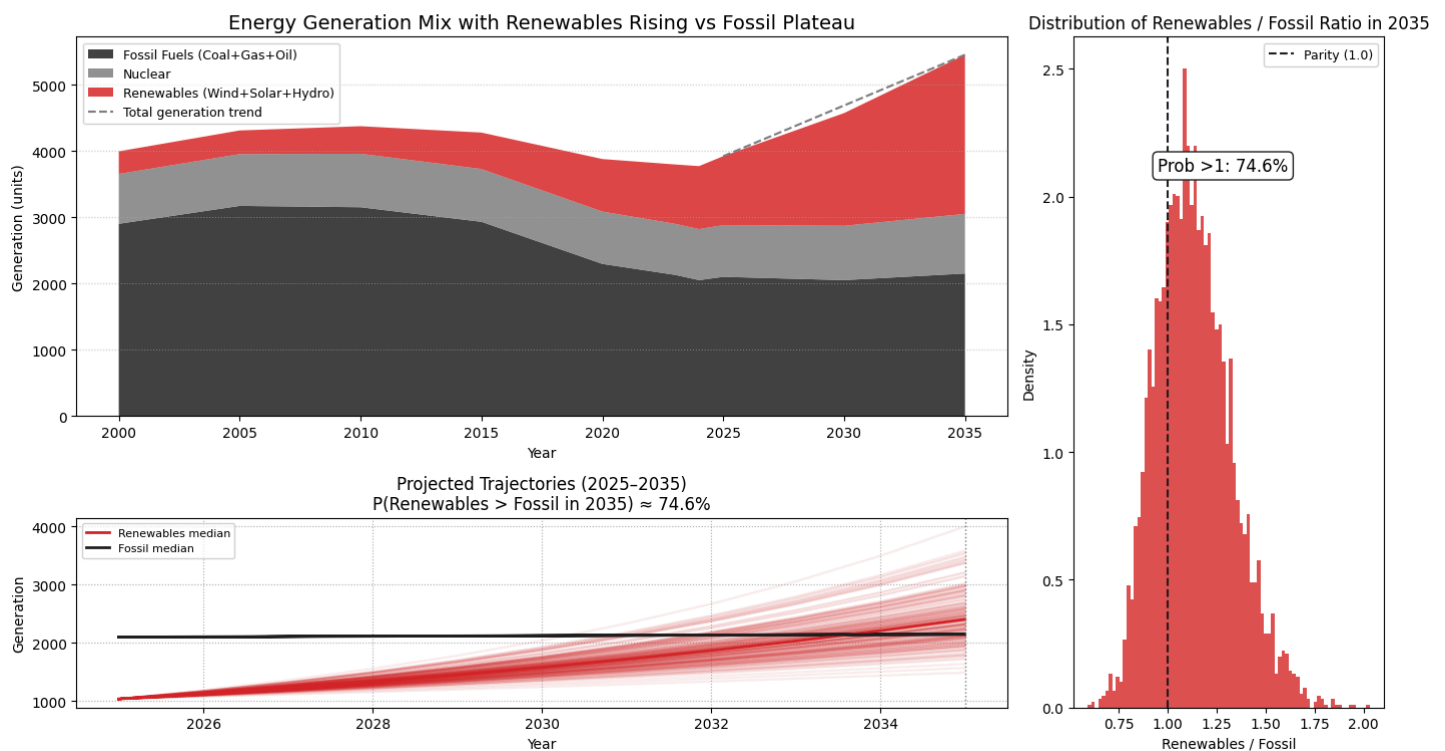 Energy Generation Mix with Renewables Rising vs Fossil Plateau
Fossil Fuels (Coal+Gas+Oil)
Nuclear
Renewables (Wind+Solar+Hydro)
Total generation trend
Generation (units)
5000
4000
3000
2000
1000
0
2000
2005
2010
2015
2020
2025
2030
2035
Year
Projected Trajectories (2025–2035)
P(Renewables > Fossil in 2035) ≈ 74.6%
Renewables median
Fossil median
Generation
4000
3000
2000
1000
2026
2028
2030
2032
2034
Year
Distribution of Renewables / Fossil Ratio in 2035
Parity (1.0)
Prob >1: 74.6%
Density
2.5
2.0
1.5
1.0
0.5
0.0
0.75
1.00
1.25
1.50
1.75
2.00
Renewables / Fossil